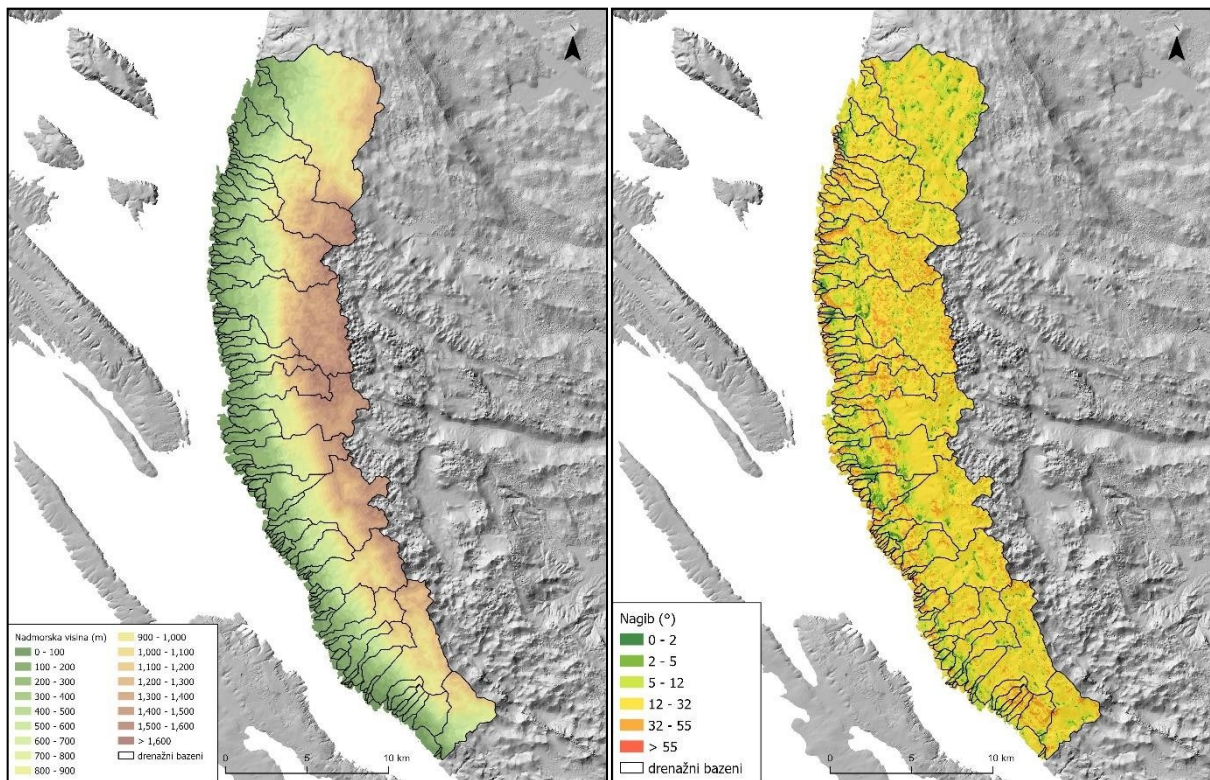 Nadmorska visina (m)
0 - 100
100 - 200
200 - 300
300 - 400
400 - 500
500 - 600
600 - 700
700 - 800
800 - 900
900 - 1,000
1,000 - 1,100
1,100 - 1,200
1,200 - 1,300
1,300 - 1,400
1,400 - 1,500
1,500 - 1,600
> 1,600
drenažni bazeni
0 5 10 km
Nagib (°)
0 - 2
2 - 5
5 - 12
12 - 32
32 - 55
> 55
drenažni bazeni
0 5 10 km